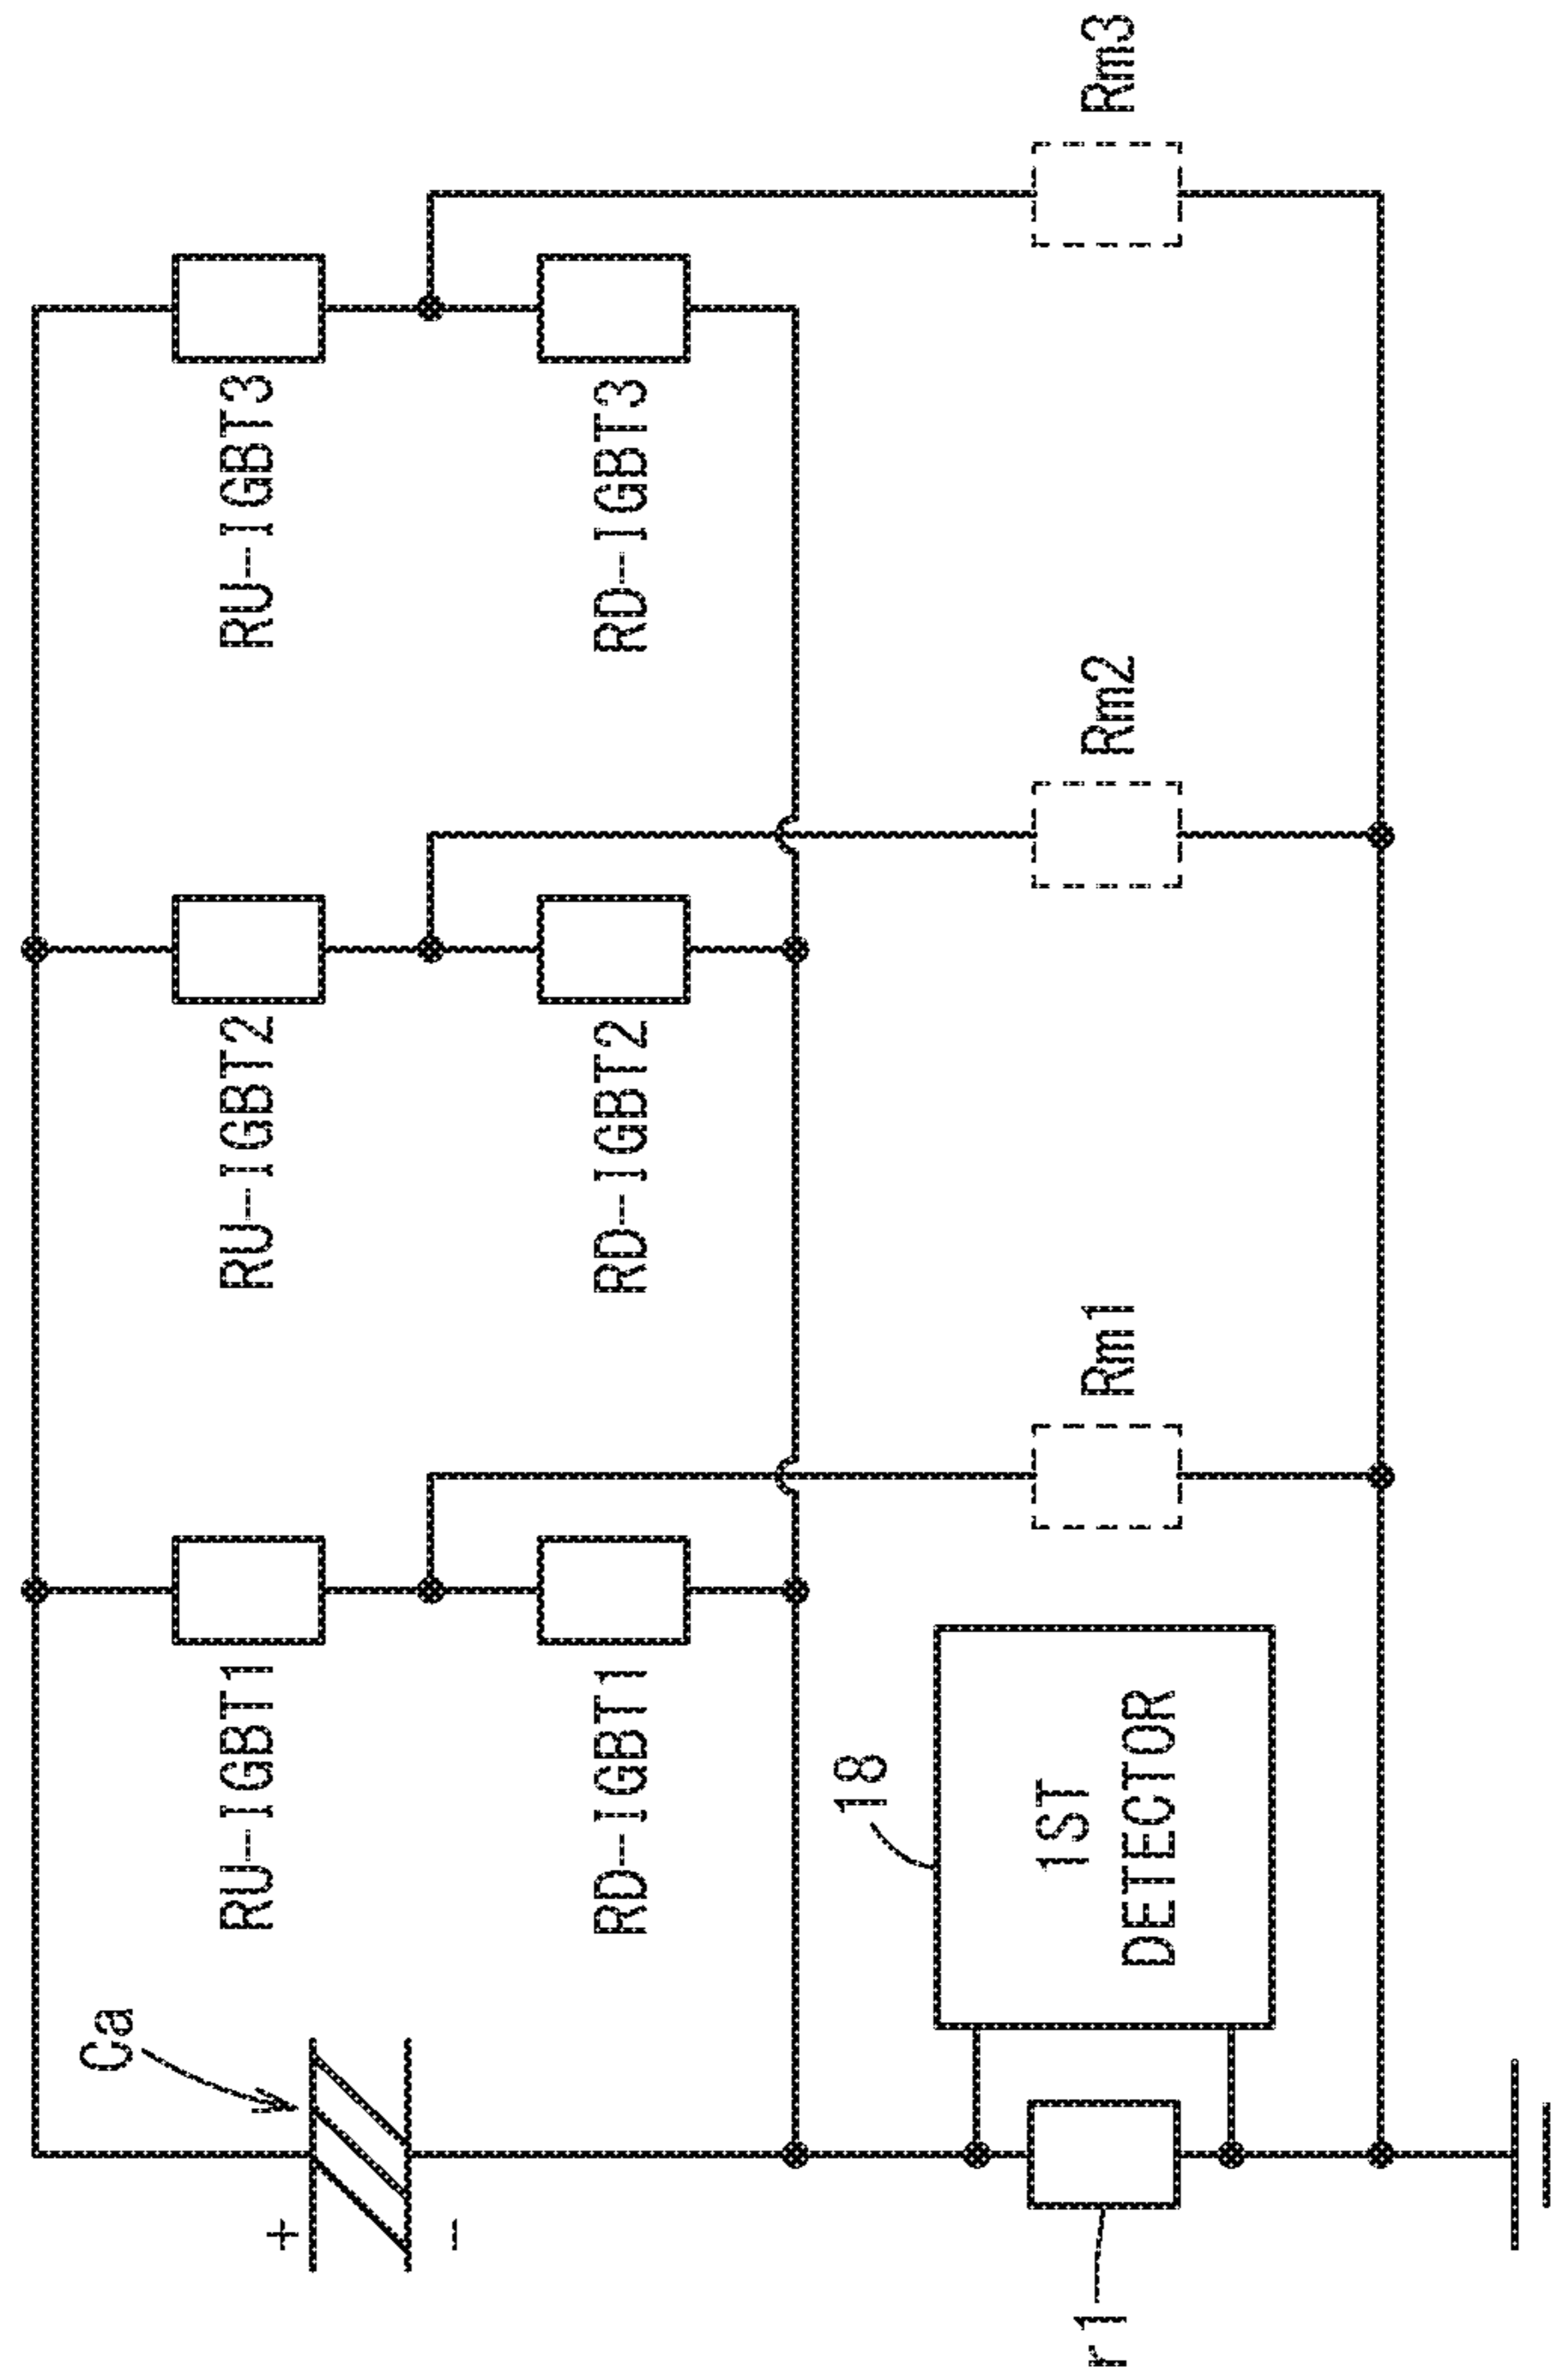 Ca
+
-
RU-IGBT1
RU-IGBT2
RU-IGBT3
RD-IGBT1
RD-IGBT2
RD-IGBT3
18
1ST
DETECTOR
r1
Rm1
Rm2
Rm3